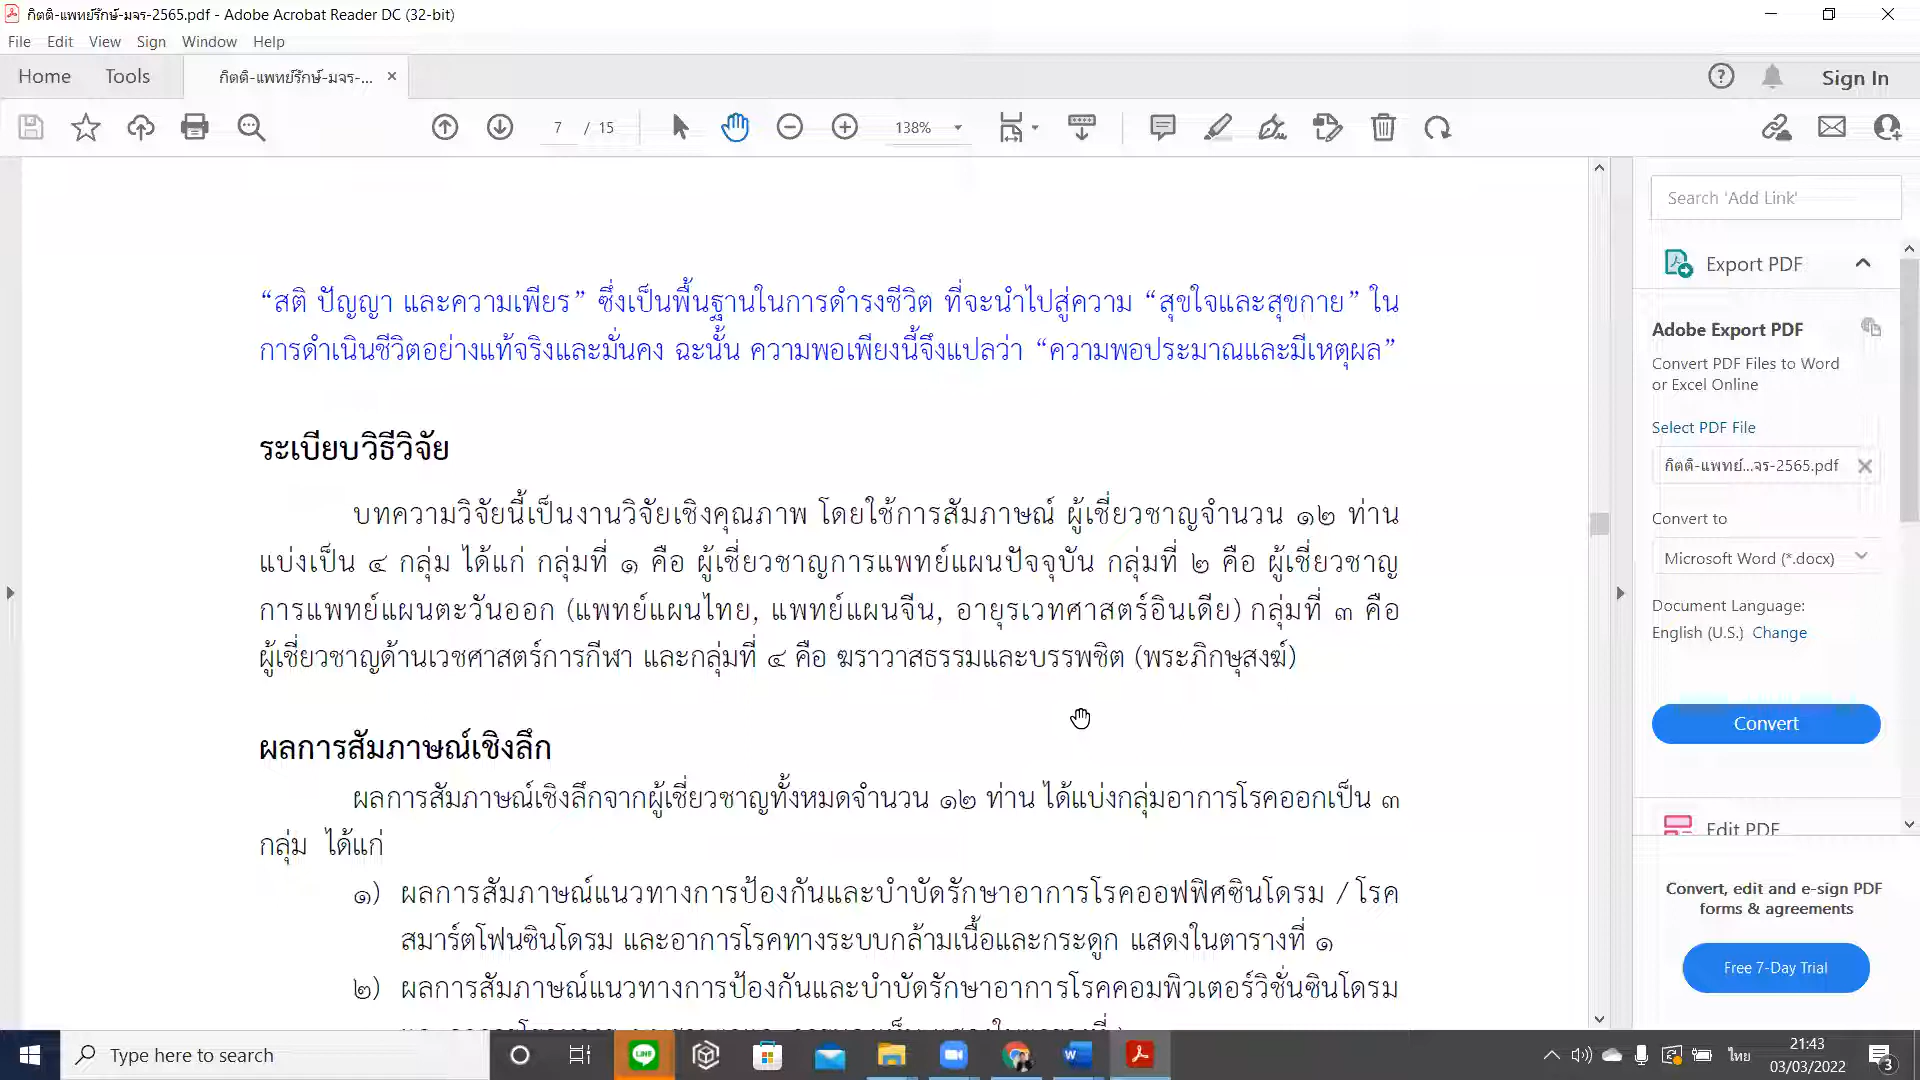 กิตติ-แพทย์รักษ์-มจร-2565.pdf - Adobe Acrobat Reader DC (32-bit)
File Edit View Sign Window Help
Home Tools กิตติ-แพทย์รักษ์-มจร-... × Sign In
7 / 15 138%
Search 'Add Link'
Export PDF
Adobe Export PDF
Convert PDF Files to Word
or Excel Online
Select PDF File
กิตติ-แพทย์...จร-2565.pdf
Convert to
Microsoft Word (*.docx)
Document Language:
English (U.S.) Change
Convert
Edit PDF
Convert, edit and e-sign PDF
forms & agreements
Free 7-Day Trial
“สติ ปัญญา และความเพียร” ซึ่งเป็นพื้นฐานในการดำรงชีวิต ที่จะนำไปสู่ความ “สุขใจและสุขกาย” ใน
การดำเนินชีวิตอย่างแท้จริงและมั่นคง ฉะนั้น ความพอเพียงนี้จึงแปลว่า “ความพอประมาณและมีเหตุผล”
ระเบียบวิธีวิจัย
บทความวิจัยนี้เป็นงานวิจัยเชิงคุณภาพ โดยใช้การสัมภาษณ์ ผู้เชี่ยวชาญจำนวน ๑๒ ท่าน
แบ่งเป็น ๔ กลุ่ม ได้แก่ กลุ่มที่ ๑ คือ ผู้เชี่ยวชาญการแพทย์แผนปัจจุบัน กลุ่มที่ ๒ คือ ผู้เชี่ยวชาญ
การแพทย์แผนตะวันออก (แพทย์แผนไทย, แพทย์แผนจีน, อายุรเวทศาสตร์อินเดีย) กลุ่มที่ ๓ คือ
ผู้เชี่ยวชาญด้านเวชศาสตร์การกีฬา และกลุ่มที่ ๔ คือ ฆราวาสธรรมและบรรพชิต (พระภิกษุสงฆ์)
ผลการสัมภาษณ์เชิงลึก
ผลการสัมภาษณ์เชิงลึกจากผู้เชี่ยวชาญทั้งหมดจำนวน ๑๒ ท่าน ได้แบ่งกลุ่มอาการโรคออกเป็น ๓
กลุ่ม ได้แก่
๑) ผลการสัมภาษณ์แนวทางการป้องกันและบำบัดรักษาอาการโรคออฟฟิศซินโดรม / โรค
สมาร์ตโฟนซินโดรม และอาการโรคทางระบบกล้ามเนื้อและกระดูก แสดงในตารางที่ ๑
๒) ผลการสัมภาษณ์แนวทางการป้องกันและบำบัดรักษาอาการโรคคอมพิวเตอร์วิชั่นซินโดรม
Type here to search
LINE
ไทย
21:43
03/03/2022
3